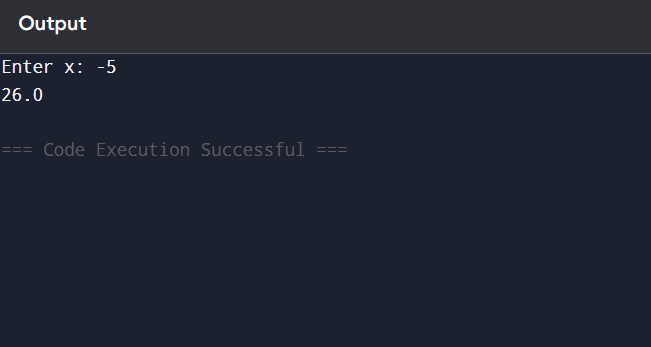 Output
Enter x: -5
26.0
=== Code Execution Successful ===